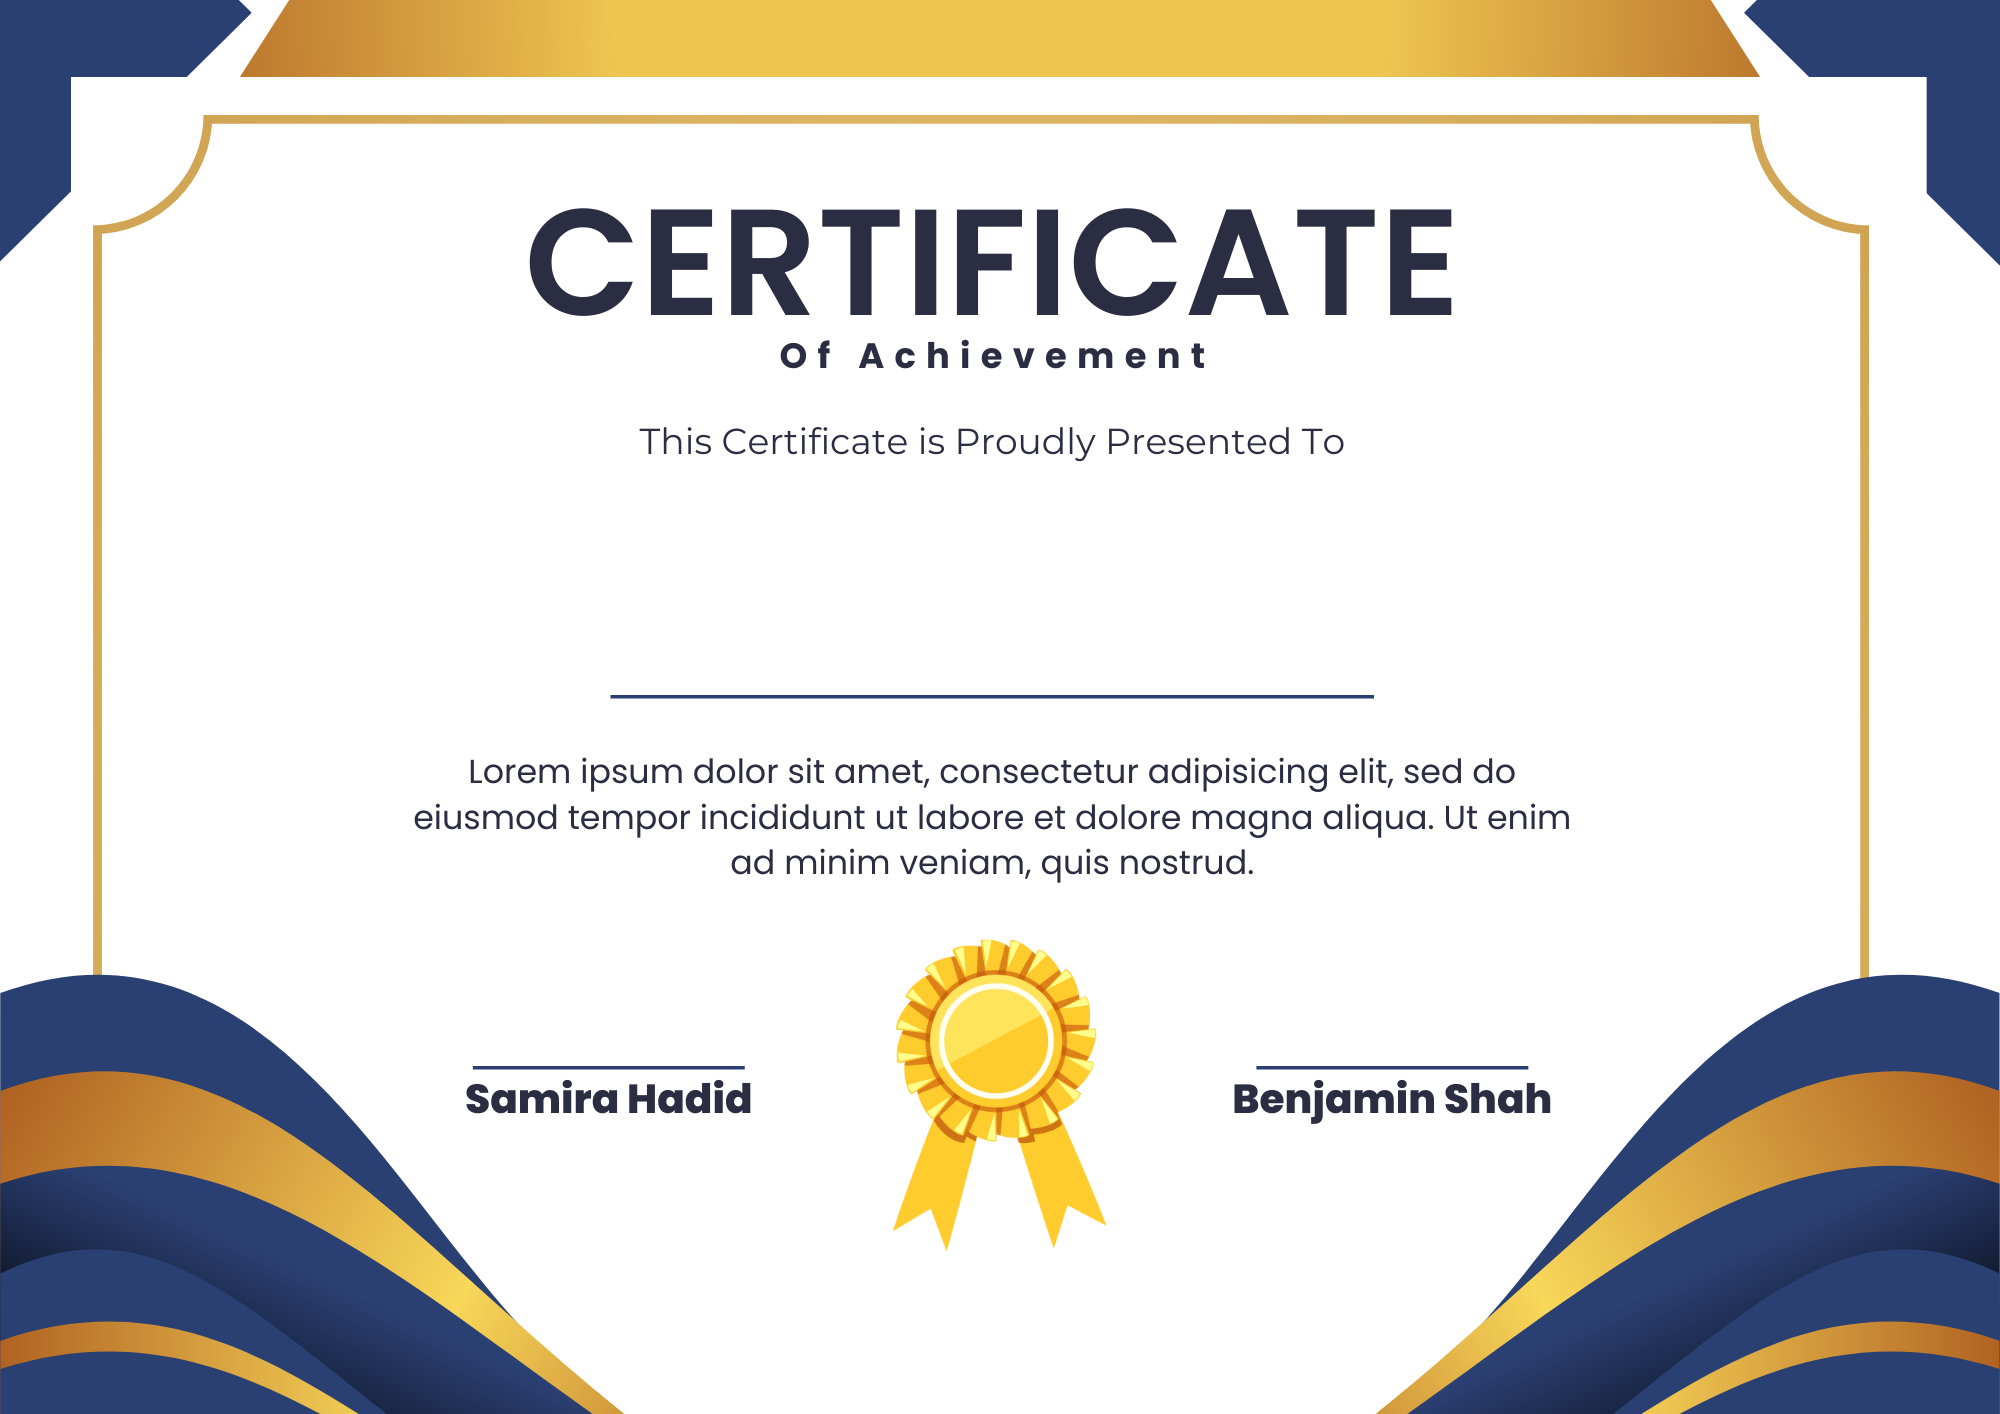 CERTIFICATE
Of Achievement
This Certificate is Proudly Presented To
Lorem ipsum dolor sit amet, consectetur adipisicing elit, sed do
eiusmod tempor incididunt ut labore et dolore magna aliqua. Ut enim
ad minim veniam, quis nostrud.
Samira Hadid
Benjamin Shah